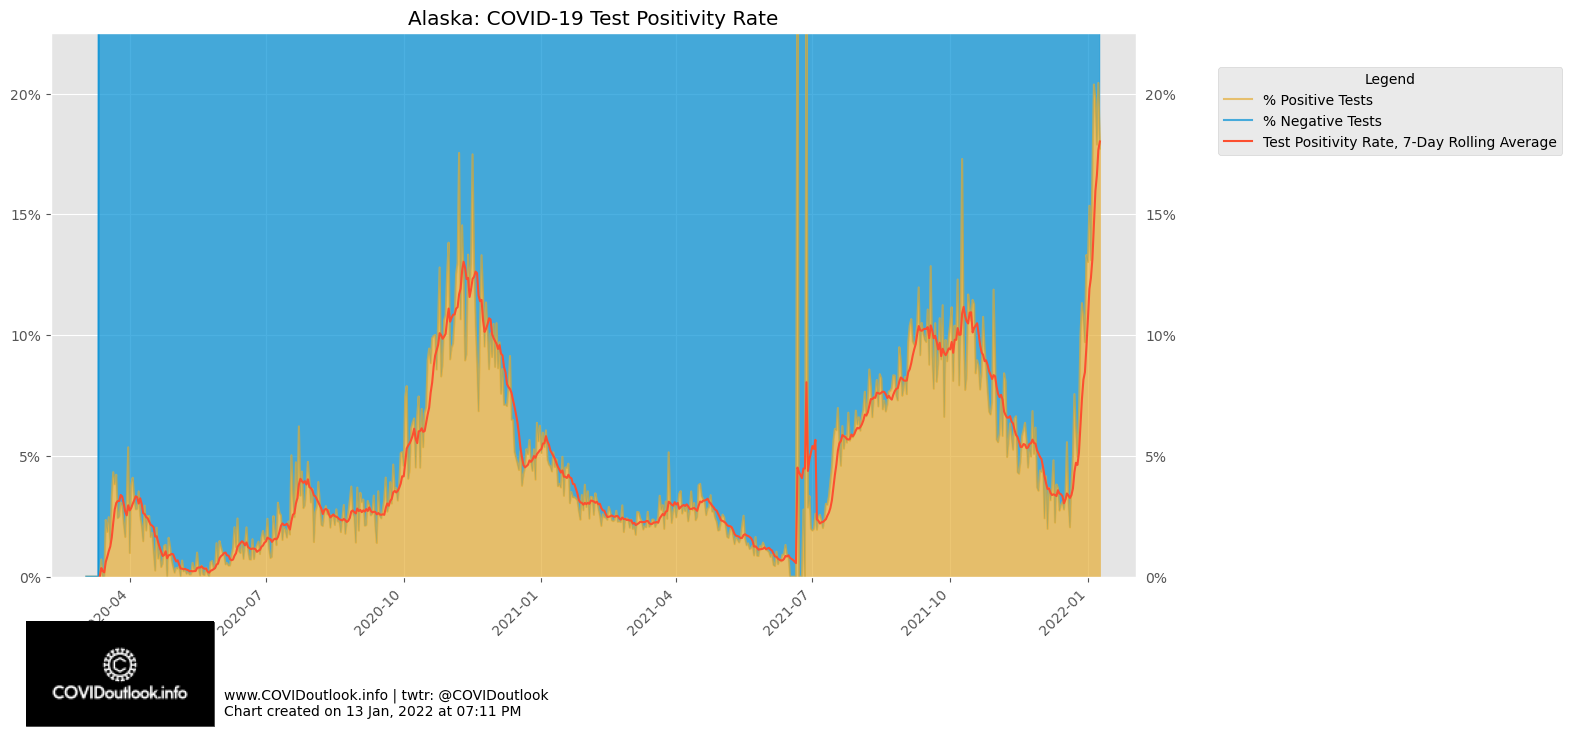 Alaska: COVID-19 Test Positivity Rate
20%
15%
10%
5%
0%
20%
15%
10%
5%
0%
Legend
% Positive Tests
% Negative Tests
Test Positivity Rate, 7-Day Rolling Average
2020-07
2020-10
2021-01
2021-04
2021-07
2021-10
2022-01
COVIDoutlook.info
www.COVIDoutlook.info | twtr: @COVIDoutlook
Chart created on 13 Jan, 2022 at 07:11 PM